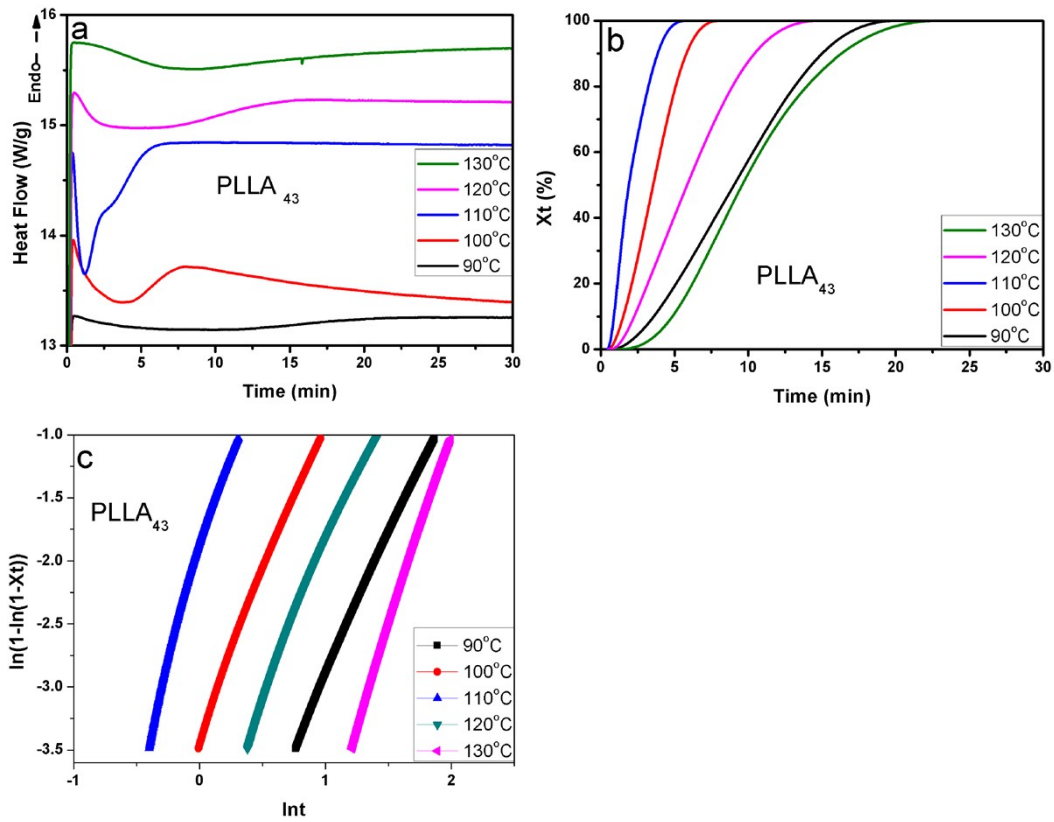 a
Heat Flow (W/g)
Endo
16
15
14
13
PLLA 43
130°C
120°C
110°C
100°C
90°C
0 5 10 15 20 25 30
Time (min)
b
Xt (%)
100
80
60
40
20
0
PLLA43
130°C
120°C
110°C
100°C
90°C
0 5 10 15 20 25 30
Time (min)
c
ln(1-ln(1-Xt))
-1.0
-1.5
-2.0
-2.5
-3.0
-3.5
PLLA43
90°C
100°C
110°C
120°C
130°C
-1 0 1 2
lnt